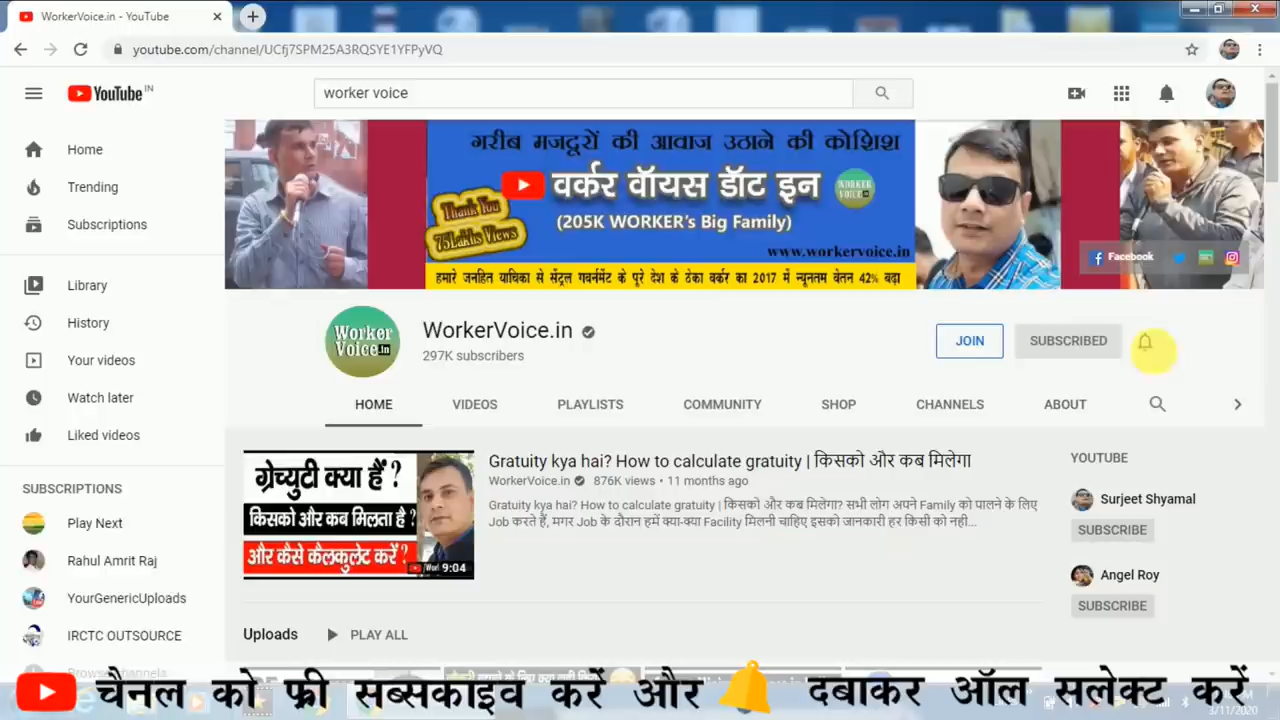 WorkerVoice.in - YouTube
youtube.com/channel/UCfj7SPM25A3RQSYE1YFPyVQ
YouTube IN
worker voice
Home
Trending
Subscriptions
Library
History
Your videos
Watch later
Liked videos
SUBSCRIPTIONS
Play Next
Rahul Amrit Raj
YourGenericUploads
IRCTC OUTSOURCE
Browse channels
गरीब मजदूरों की आवाज उठाने की कोशिश
वर्कर वॉयस डॉट इन
WORKER VOICE.in
Thank You
75Lakhs Views
(205K WORKER's Big Family)
www.workervoice.in
हमारे जनहित याचिका से सेंट्रल गवर्नमेंट के पूरे देश के ठेका वर्कर का 2017 में न्यूनतम वेतन 42% बढ़ा
Facebook
Worker
Voice.in
WorkerVoice.in
297K subscribers
JOIN
SUBSCRIBED
HOME VIDEOS PLAYLISTS COMMUNITY SHOP CHANNELS ABOUT
ग्रेच्युटी क्या हैं ?
किसको और कब मिलता है ?
और कैसे कैलकुलेट करें ?
9:04
Gratuity kya hai? How to calculate gratuity | किसको और कब मिलेगा
WorkerVoice.in 876K views • 11 months ago
Gratuity kya hai? How to calculate gratuity | किसको और कब मिलेगा? सभी लोग अपने Family को पालने के लिए
Job करते हैं, मगर Job के दौरान हमें क्या-क्या Facility मिलनी चाहिए इसको जानकारी हर किसी को नही...
YOUTUBE
Surjeet Shyamal
SUBSCRIBE
Angel Roy
SUBSCRIBE
Uploads
PLAY ALL
चैनल को फ्री सब्सकाइव करें और दबाकर ऑल सलेक्ट करें
3/11/2020